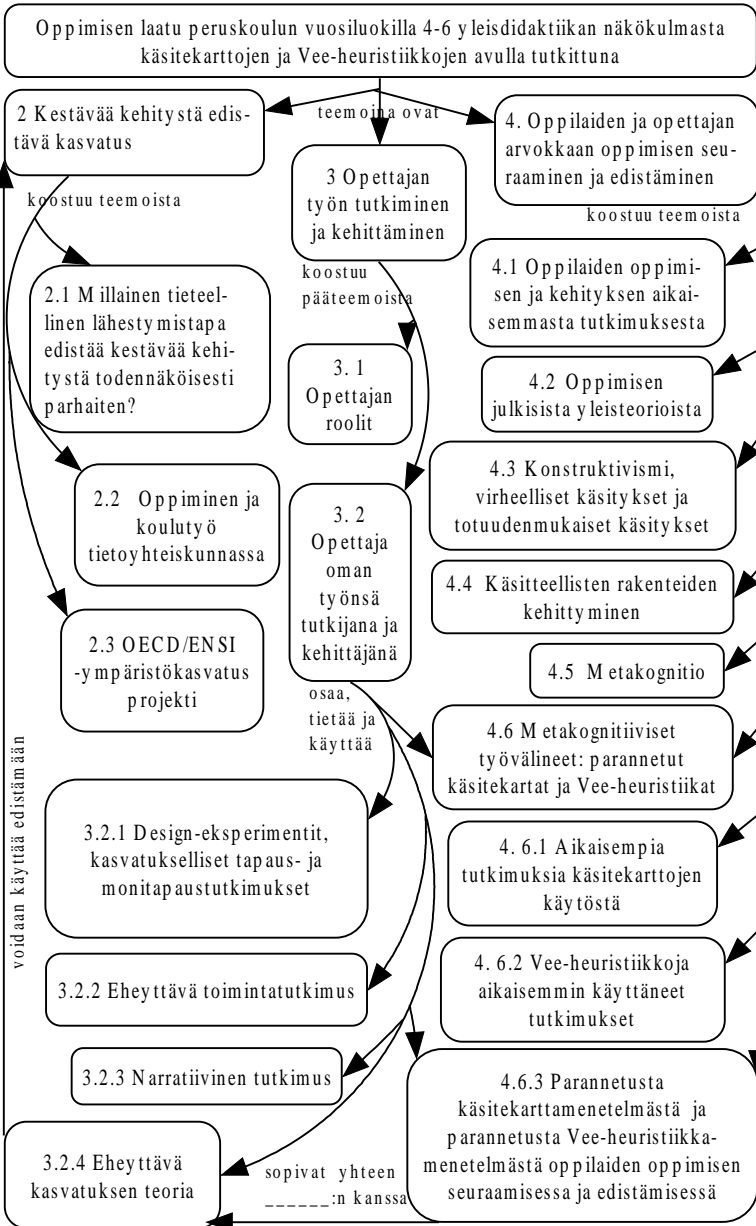 Oppimisen laatu peruskoulun vuosiluokilla 4-6 yleisdidaktiikan näkökulmasta
käsitekarttojen ja Vee-heuristiikkojen avulla tutkittuna
teemoina ovat
2 Kestävää kehitystä edis-
tävä kasvatus
koostuu teemoista
2.1 Millainen tieteel-
linen lähestymistapa
edistää kestävää kehi-
tystä todennäköisesti
parhaiten?
2.2 Oppiminen ja
koulutyö
tietoyhteiskunnassa
2.3 OECD/ENSI
-ympäristökasvatus
projekti
3 Opettajan
työn tutkiminen
ja kehittäminen
koostuu
pääteemoista
3. 1
Opettajan
roolit
3. 2
Opettaja
oman
työnsä
tutkijana ja
kehittäjänä
osaa,
tietää ja
käyttää
3.2.1 Design-eksperimentit,
kasvatukselliset tapaus- ja
monitapaustutkimukset
3.2.2 Eheyttävä toimintatutkimus
3.2.3 Narratiivinen tutkimus
3.2.4 Eheyttävä
kasvatuksen teoria
voidaan käyttää edistämään
4. Oppilaiden ja opettajan
arvokkaan oppimisen seu-
raaminen ja edistäminen
koostuu teemoista
4.1 Oppilaiden oppimi-
sen ja kehityksen aikai-
semmasta tutkimuksesta
4.2 Oppimisen
julkisista yleisteorioista
4.3 Konstruktivismi,
virheelliset käsitykset ja
totuudenmukaiset käsitykset
4.4 Käsitteellisten rakenteiden
kehittyminen
4.5 Metakognitio
4.6 Metakognitiiviset
työvälineet: parannetut
käsitekartat ja Vee-heuristiikat
4. 6.1 Aikaisempia
tutkimuksia käsitekarttojen
käytöstä
4. 6.2 Vee-heuristiikkoja
aikaisemmin käyttäneet
tutkimukset
4.6.3 Parannetusta
käsitekarttamenetelmästä ja
parannetusta Vee-heuristiikka-
menetelmästä oppilaiden oppimisen
seuraamisessa ja edistämisessä
sopivat yhteen
______:n kanssa